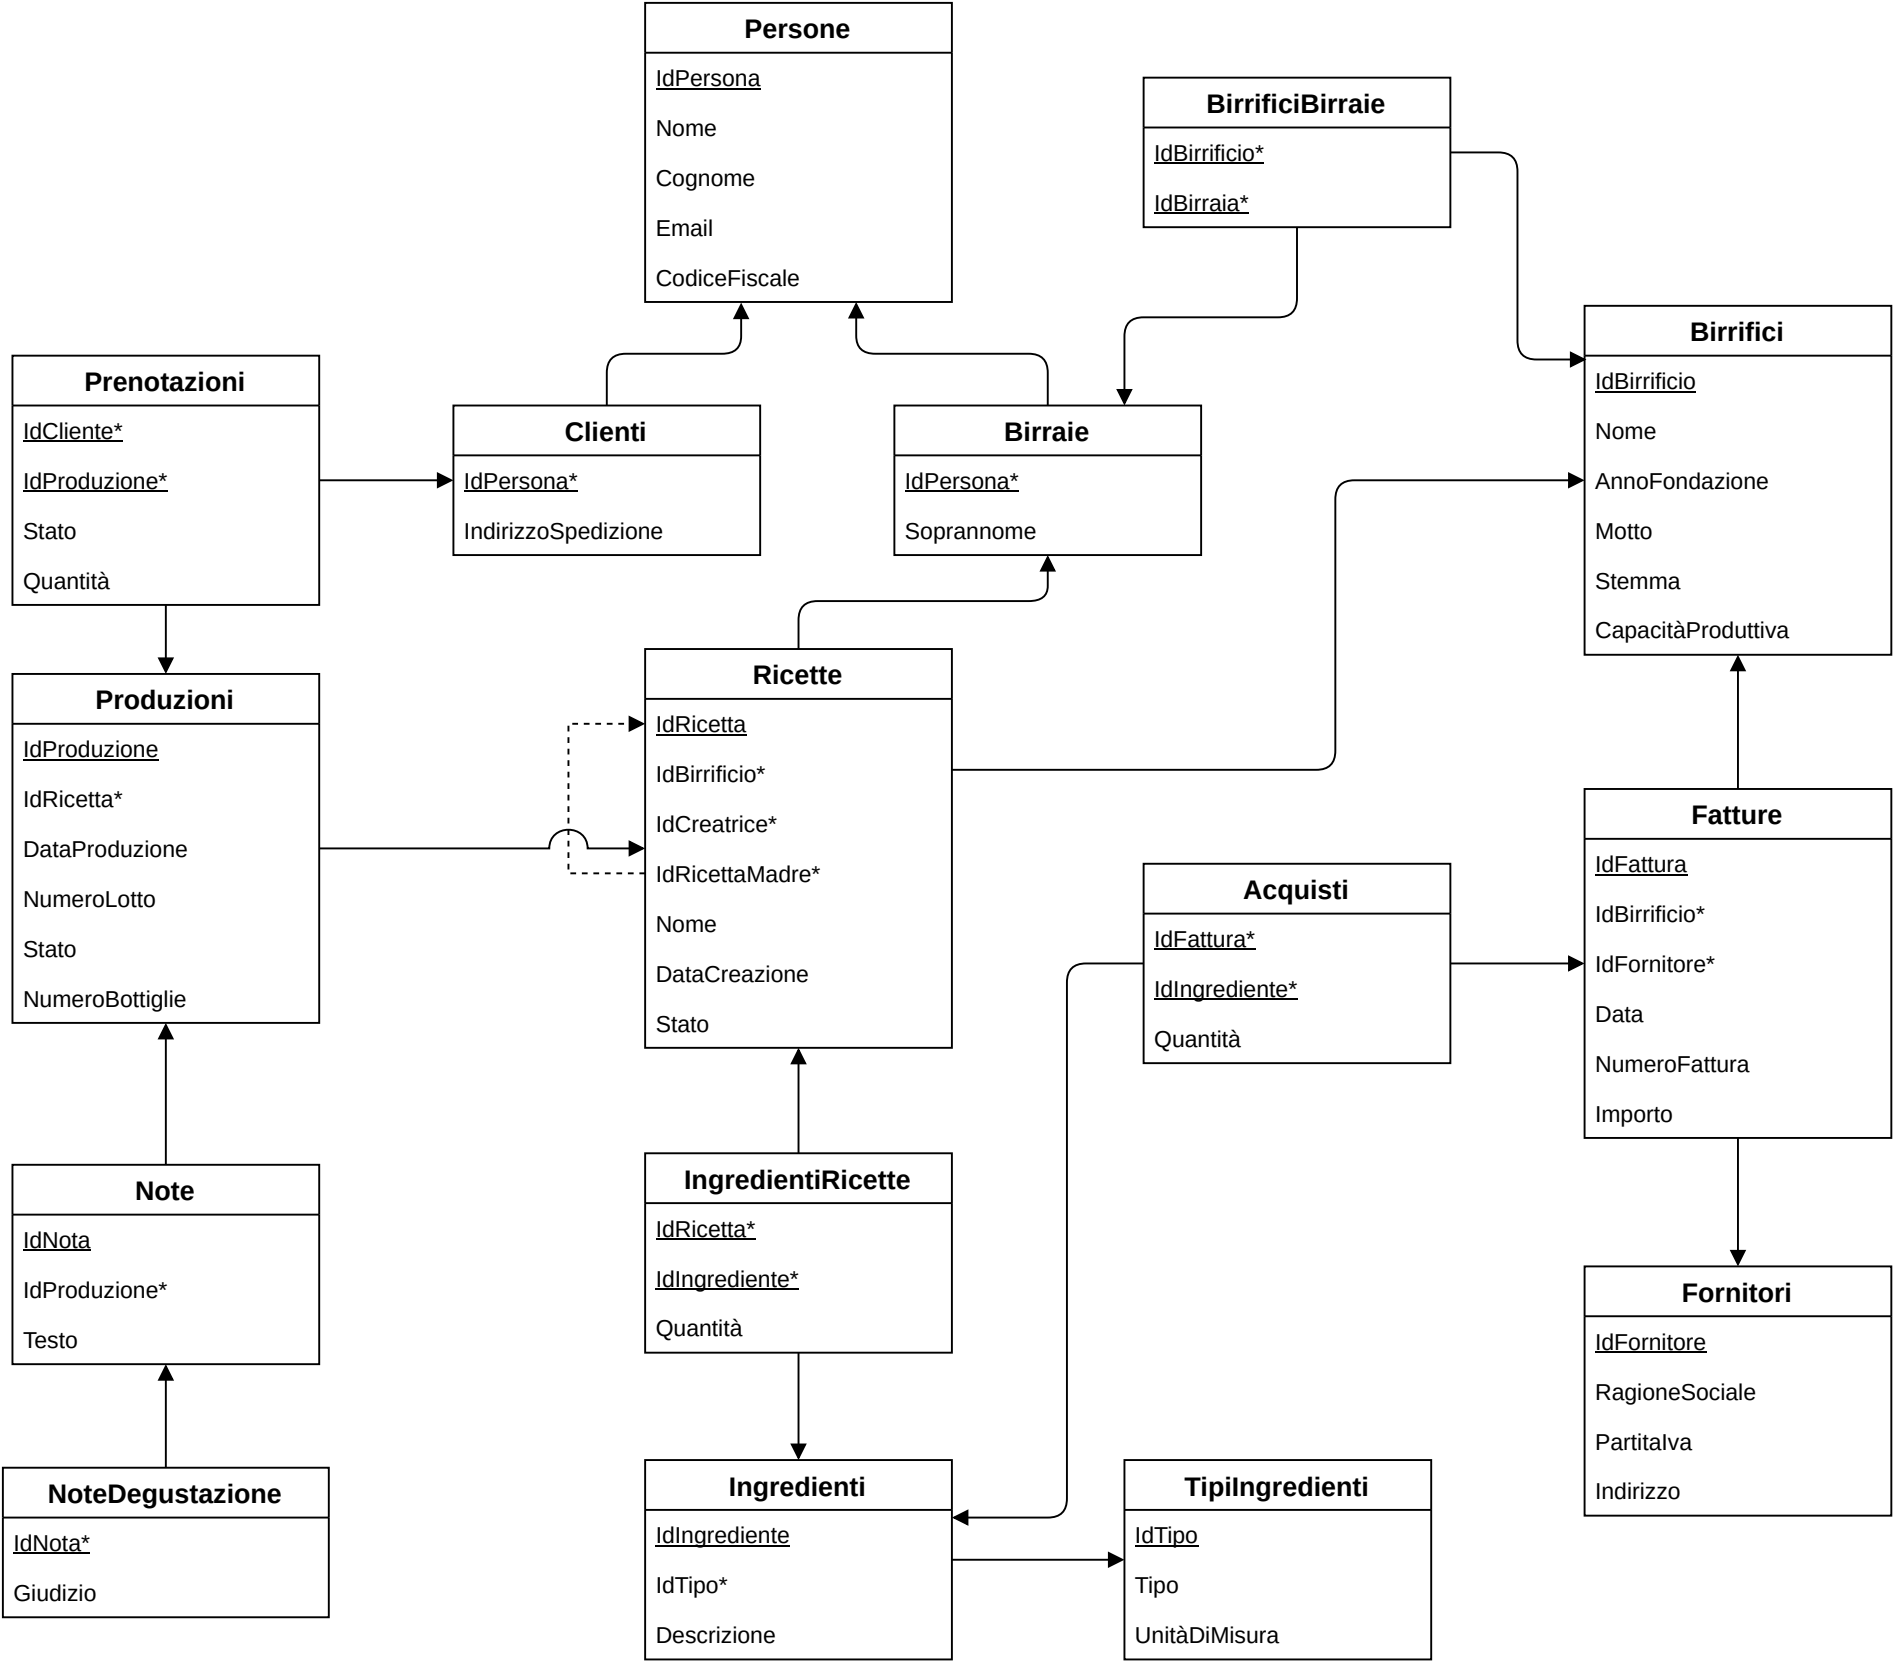 Persone
IdPersona
Nome
Cognome
Email
CodiceFiscale
BirrificiBirraie
IdBirrificio*
IdBirraia*
Birrifici
IdBirrificio
Nome
AnnoFondazione
Motto
Stemma
CapacitàProduttiva
Prenotazioni
IdCliente*
IdProduzione*
Stato
Quantità
Clienti
IdPersona*
IndirizzoSpedizione
Birraie
IdPersona*
Soprannome
Produzioni
IdProduzione
IdRicetta*
DataProduzione
NumeroLotto
Stato
NumeroBottiglie
Ricette
IdRicetta
IdBirrificio*
IdCreatrice*
IdRicettaMadre*
Nome
DataCreazione
Stato
Acquisti
IdFattura*
IdIngrediente*
Quantità
Fatture
IdFattura
IdBirrificio*
IdFornitore*
Data
NumeroFattura
Importo
Note
IdNota
IdProduzione*
Testo
IngredientiRicette
IdRicetta*
IdIngrediente*
Quantità
Fornitori
IdFornitore
RagioneSociale
PartitaIva
Indirizzo
NoteDegustazione
IdNota*
Giudizio
Ingredienti
IdIngrediente
IdTipo*
Descrizione
TipiIngredienti
IdTipo
Tipo
UnitàDiMisura